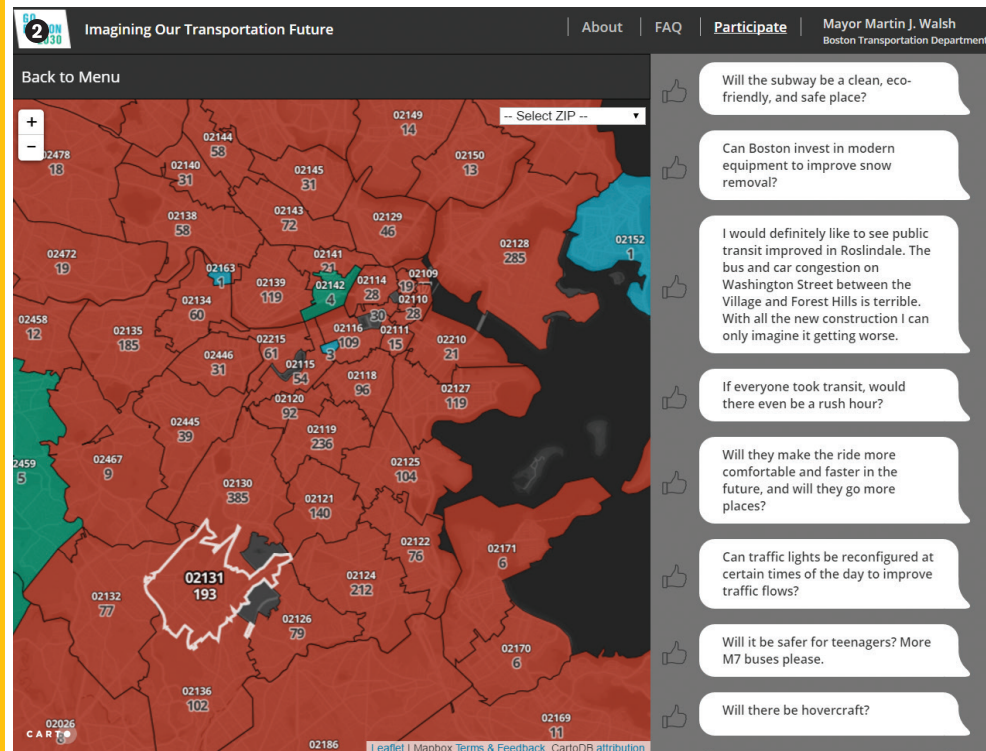 GO
BOSTON
2030
2
Imagining Our Transportation Future
About
FAQ
Participate
Mayor Martin J. Walsh
Boston Transportation Department
Back to Menu
+
−
-- Select ZIP --
02149
14
02144
58
02478
18
02150
13
02140
31
02145
31
02138
58
02143
72
02129
46
02128
285
02152
1
02472
19
02141
21
02163
1
02139
119
02142
4
02114
28
02109
19
02110
28
02134
60
30
02458
12
02135
185
02116
109
02111
15
02215
61
02210
21
02446
31
3
02115
54
02118
96
02127
119
02120
92
02445
39
02119
236
02467
9
02125
104
2459
5
02130
385
02121
140
02122
76
02171
6
02131
193
02124
212
02132
77
02126
79
02170
6
02136
102
02026
02169
11
02186
CARTO
Leaflet | Mapbox Terms & Feedback, CartoDB attribution
Will the subway be a clean, eco-
friendly, and safe place?
Can Boston invest in modern
equipment to improve snow
removal?
I would definitely like to see public
transit improved in Roslindale. The
bus and car congestion on
Washington Street between the
Village and Forest Hills is terrible.
With all the new construction I can
only imagine it getting worse.
If everyone took transit, would
there even be a rush hour?
Will they make the ride more
comfortable and faster in the
future, and will they go more
places?
Can traffic lights be reconfigured at
certain times of the day to improve
traffic flows?
Will it be safer for teenagers? More
M7 buses please.
Will there be hovercraft?